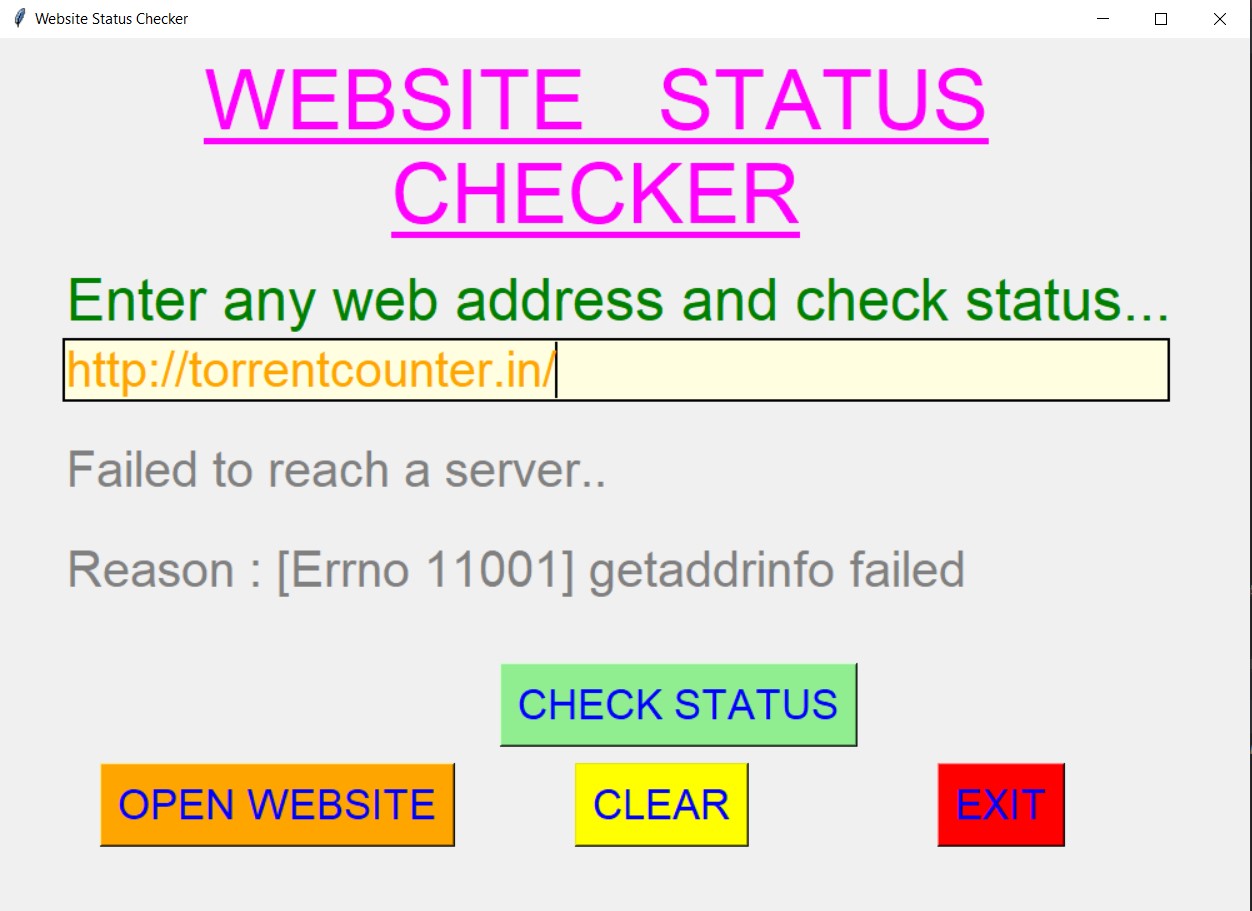 Website Status Checker
WEBSITE STATUS
CHECKER
Enter any web address and check status...
http://torrentcounter.in/
Failed to reach a server..
Reason : [Errno 11001] getaddrinfo failed
CHECK STATUS
OPEN WEBSITE
CLEAR
EXIT